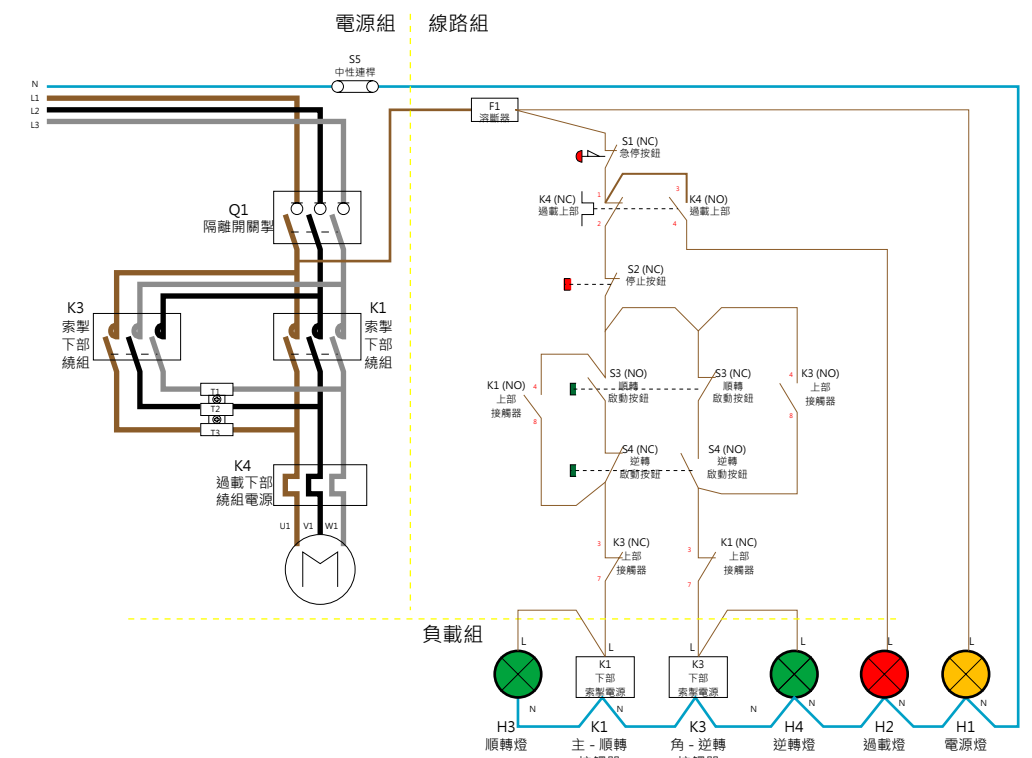 電源組
線路組
S5
中性連桿
N
L1
L2
L3
F1
溶斷器
S1 (NC)
急停按鈕
K4 (NC)
過載上部
1
2
3
4
K4 (NO)
過載上部
Q1
隔離開關掣
S2 (NC)
停止按鈕
K3
索掣
下部
繞組
K1
索掣
下部
繞組
T1
T2
T3
K1 (NO)
上部
接觸器
4
8
S3 (NO)
順轉
啟動按鈕
S3 (NC)
順轉
啟動按鈕
4
8
K3 (NO)
上部
接觸器
S4 (NC)
逆轉
啟動按鈕
S4 (NO)
逆轉
啟動按鈕
K4
過載下部
繞組電源
U1
V1
W1
M
3
7
K3 (NC)
上部
接觸器
3
7
K1 (NC)
上部
接觸器
負載組
L
L
L
L
L
L
K1
下部
索掣電源
K3
下部
索掣電源
N
N
N
N
N
N
H3
順轉燈
K1
主 - 順轉
K3
角 - 逆轉
H4
逆轉燈
H2
過載燈
H1
電源燈